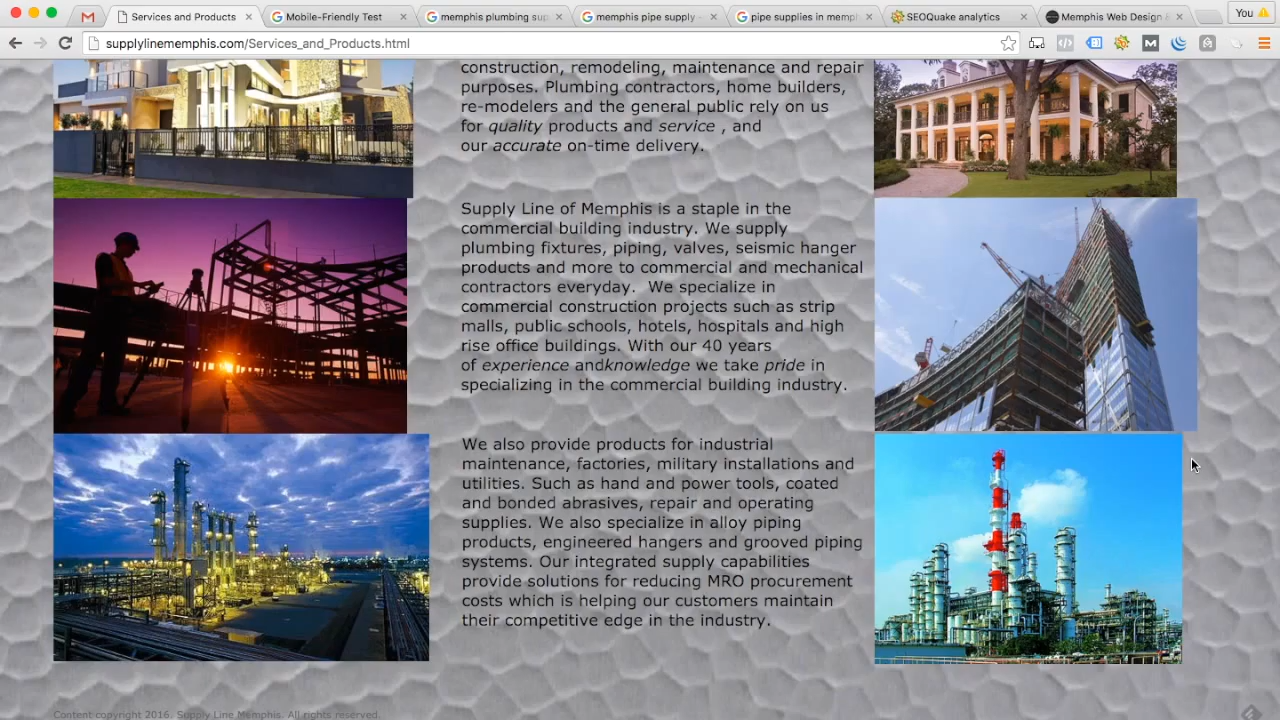 Services and Products
Mobile-Friendly Test
memphis plumbing sup
memphis pipe supply -
pipe supplies in memph
SEOQuake analytics
Memphis Web Design &
You
supplylinememphis.com/Services_and_Products.html
construction, remodeling, maintenance and repair
purposes. Plumbing contractors, home builders,
re-modelers and the general public rely on us
for quality products and service , and
our accurate on-time delivery.
Supply Line of Memphis is a staple in the
commercial building industry. We supply
plumbing fixtures, piping, valves, seismic hanger
products and more to commercial and mechanical
contractors everyday.  We specialize in
commercial construction projects such as strip
malls, public schools, hotels, hospitals and high
rise office buildings. With our 40 years
of experience andknowledge we take pride in
specializing in the commercial building industry.
We also provide products for industrial
maintenance, factories, military installations and
utilities. Such as hand and power tools, coated
and bonded abrasives, repair and operating
supplies. We also specialize in alloy piping
products, engineered hangers and grooved piping
systems. Our integrated supply capabilities
provide solutions for reducing MRO procurement
costs which is helping our customers maintain
their competitive edge in the industry.
Content copyright 2016. Supply Line Memphis. All rights reserved.